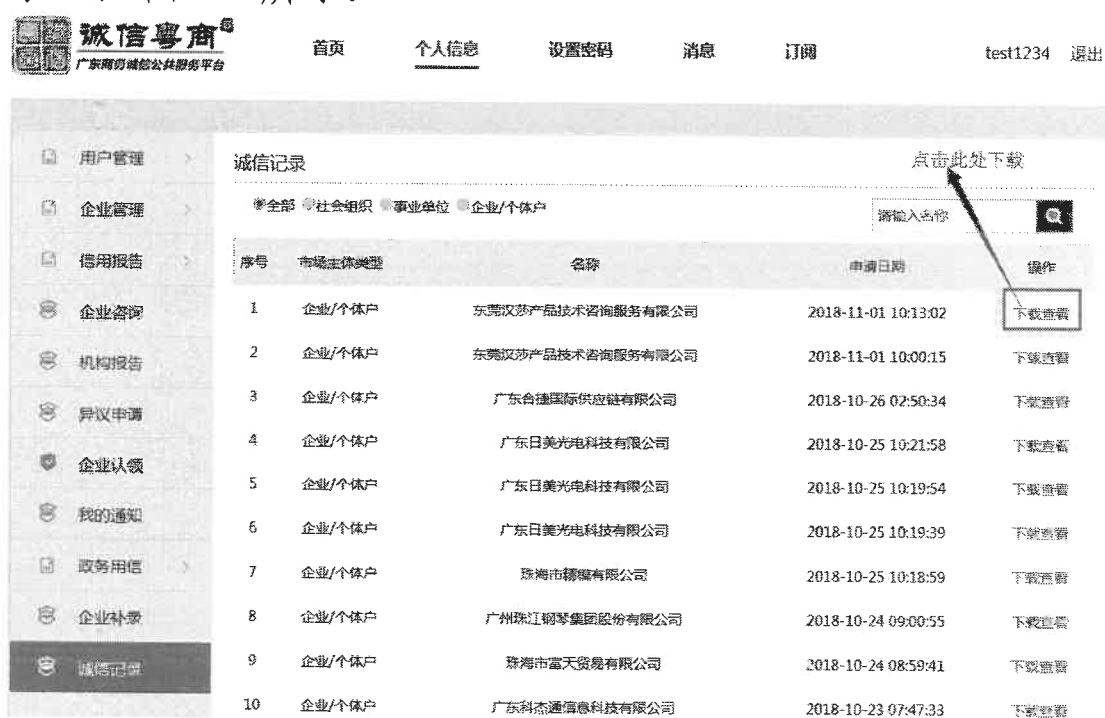 诚信粤商
广东商务诚信公共服务平台
首页 个人信息 设置密码 消息 订阅 test1234 退出
用户管理
企业管理
信用报告
企业咨询
机构报告
异议申请
企业认领
我的通知
政务用信
企业补录
诚信记录
诚信记录
点击此处下载
全部 社会组织 事业单位 企业/个体户
请输入名称
序号 市场主体类型 名称 申请日期 操作
1 企业/个体户 东莞汉莎产品技术咨询服务有限公司 2018-11-01 10:13:02 下载查看
2 企业/个体户 东莞汉莎产品技术咨询服务有限公司 2018-11-01 10:00:15 下载查看
3 企业/个体户 广东合捷国际供应链有限公司 2018-10-26 02:50:34 下载查看
4 企业/个体户 广东日美光电科技有限公司 2018-10-25 10:21:58 下载查看
5 企业/个体户 广东日美光电科技有限公司 2018-10-25 10:19:54 下载查看
6 企业/个体户 广东日美光电科技有限公司 2018-10-25 10:19:39 下载查看
7 企业/个体户 珠海市 有限公司 2018-10-25 10:18:59 下载查看
8 企业/个体户 广州珠江钢琴集团股份有限公司 2018-10-24 09:00:55 下载查看
9 企业/个体户 珠海市富天贸易有限公司 2018-10-24 08:59:41 下载查看
10 企业/个体户 广东科杰通信息科技有限公司 2018-10-23 07:47:33 下载查看